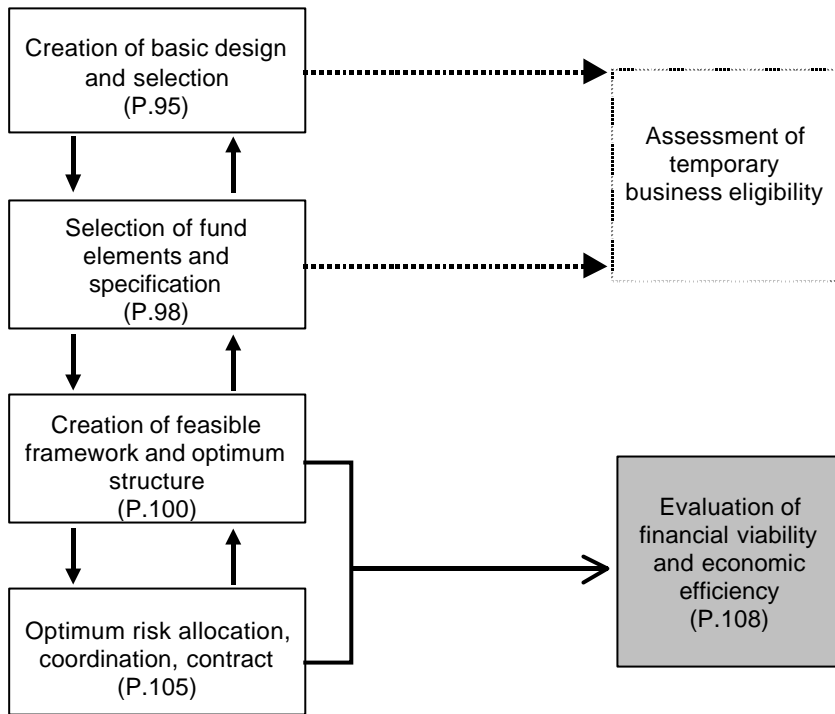 Creation of basic design
and selection
(P.95)
Assessment of
temporary
business eligibility
Selection of fund
elements and
specification
(P.98)
Creation of feasible
framework and optimum
structure
(P.100)
Evaluation of
financial viability
and economic
efficiency
(P.108)
Optimum risk allocation,
coordination, contract
(P.105)